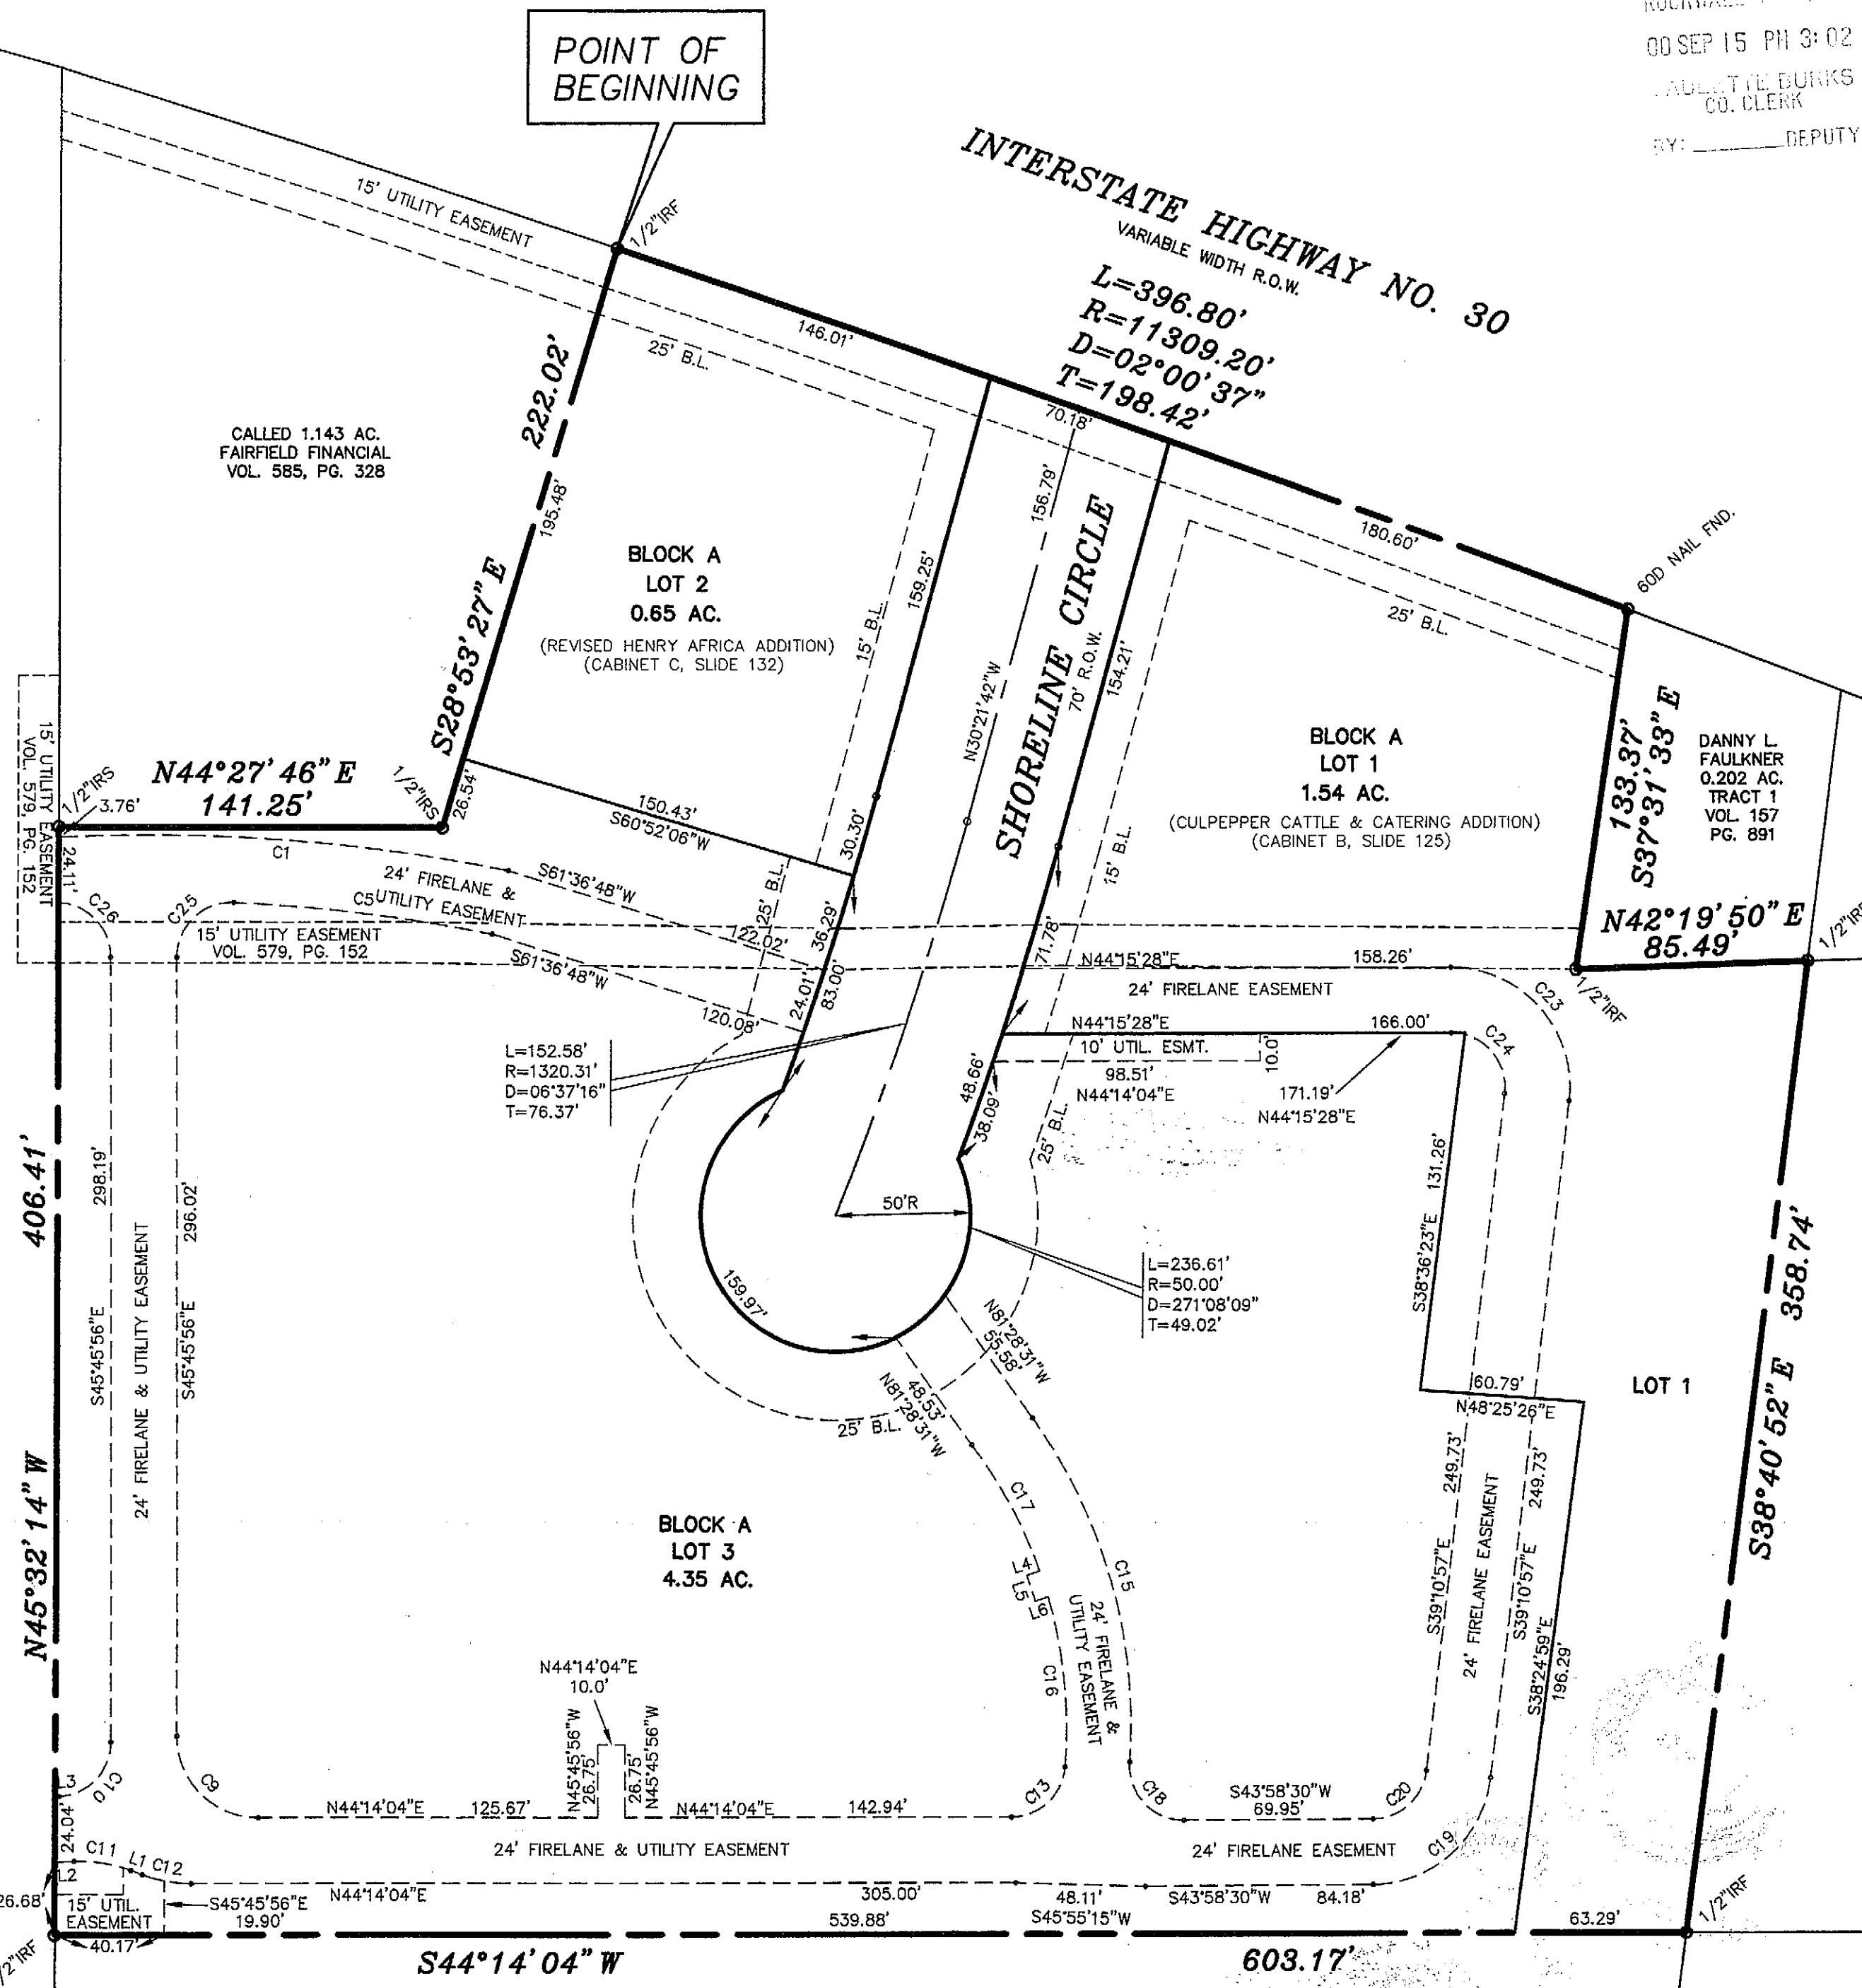 00 SEP 15 PM 3:02
CO. CLERK
BY: ______DEPUTY
POINT OF
BEGINNING
INTERSTATE HIGHWAY NO. 30
VARIABLE WIDTH R.O.W.
L=396.80'
R=11309.20'
D=02°00'37"
T=198.42'
15' UTILITY EASEMENT
1/2"IRF
146.01'
25' B.L.
70.18'
180.60'
60D NAIL FND.
25' B.L.
222.02'
195.48'
S28°53'27"E
26.54'
CALLED 1.143 AC.
FAIRFIELD FINANCIAL
VOL. 585, PG. 328
BLOCK A
LOT 2
0.65 AC.
(REVISED HENRY AFRICA ADDITION)
(CABINET C, SLIDE 132)
15' B.L.
159.25'
156.79'
N30°21'42"W
SHORELINE CIRCLE
70' R.O.W.
154.21'
15' B.L.
BLOCK A
LOT 1
1.54 AC.
(CULPEPPER CATTLE & CATERING ADDITION)
(CABINET B, SLIDE 125)
133.37'
S37°31'33"E
DANNY L.
FAULKNER
0.202 AC.
TRACT 1
VOL. 157
PG. 891
N42°19'50"E
85.49'
1/2"IRF
1/2"IRF
15' UTILITY EASEMENT
VOL. 579, PG. 152
1/2"IRS
3.76'
N44°27'46"E
141.25'
1/2"IRS
150.43'
S60°52'06"W
30.30'
24.11'
C1
24' FIRELANE &
UTILITY EASEMENT
S61°36'48"W
122.02'
25' B.L.
36.29'
C26
C25
C5
15' UTILITY EASEMENT
VOL. 579, PG. 152
S61°36'48"W
120.08'
24.01'
83.00'
71.78'
N44°15'28"E
158.26'
24' FIRELANE EASEMENT
C23
N44°15'28"E
166.00'
C24
10' UTIL. ESMT.
10.0'
98.51'
N44°14'04"E
171.19'
N44°15'28"E
48.66'
38.09'
25' B.L.
L=152.58'
R=1320.31'
D=06°37'16"
T=76.37'
50'R
159.97'
L=236.61'
R=50.00'
D=271°08'09"
T=49.02'
131.26'
S38°36'23"E
406.41'
N45°32'14"W
298.19'
S45°45'56"E
24' FIRELANE & UTILITY EASEMENT
296.02'
S45°45'56"E
25' B.L.
N81°28'31"W
55.58'
48.53'
N81°28'31"W
60.79'
N48°25'26"E
LOT 1
358.74'
S38°40'52"E
C17
C15
L4
L5
L6
C16
24' FIRELANE &
UTILITY EASEMENT
BLOCK A
LOT 3
4.35 AC.
249.73'
S39°10'57"E
24' FIRELANE EASEMENT
249.73'
S39°10'57"E
S38°24'59"E
196.29'
N44°14'04"E
10.0'
N45°45'56"W
26.75'
26.75'
N45°45'56"W
L3
C10
C9
N44°14'04"E
125.67'
N44°14'04"E
142.94'
C13
C18
S43°58'30"W
69.95'
C20
C19
24.04'
24' FIRELANE & UTILITY EASEMENT
24' FIRELANE EASEMENT
C11
L1
C12
L2
N44°14'04"E
305.00'
48.11'
S45°55'15"W
S43°58'30"W
84.18'
26.68'
15' UTIL.
EASEMENT
S45°45'56"E
19.90'
40.17'
539.88'
63.29'
1/2"IRF
1/2"IRF
S44°14'04"W
603.17'